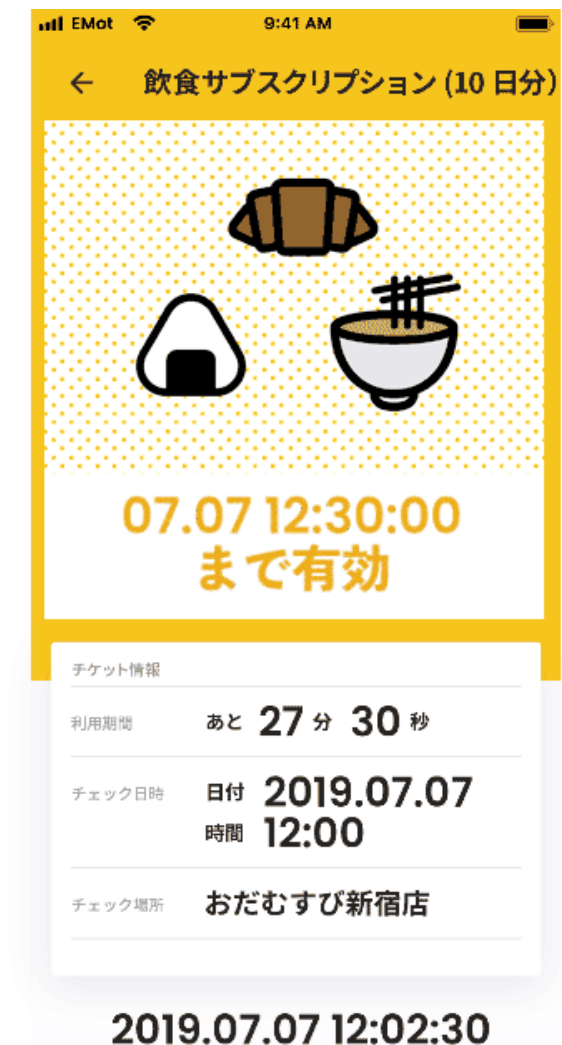 EMot 9:41 AM
← 飲食サブスクリプション (10 日分)
07.07 12:30:00
まで有効
チケット情報
利用期間 あと 27 分 30 秒
チェック日時 日付 2019.07.07
時間 12:00
チェック場所 おだむすび新宿店
2019.07.07 12:02:30